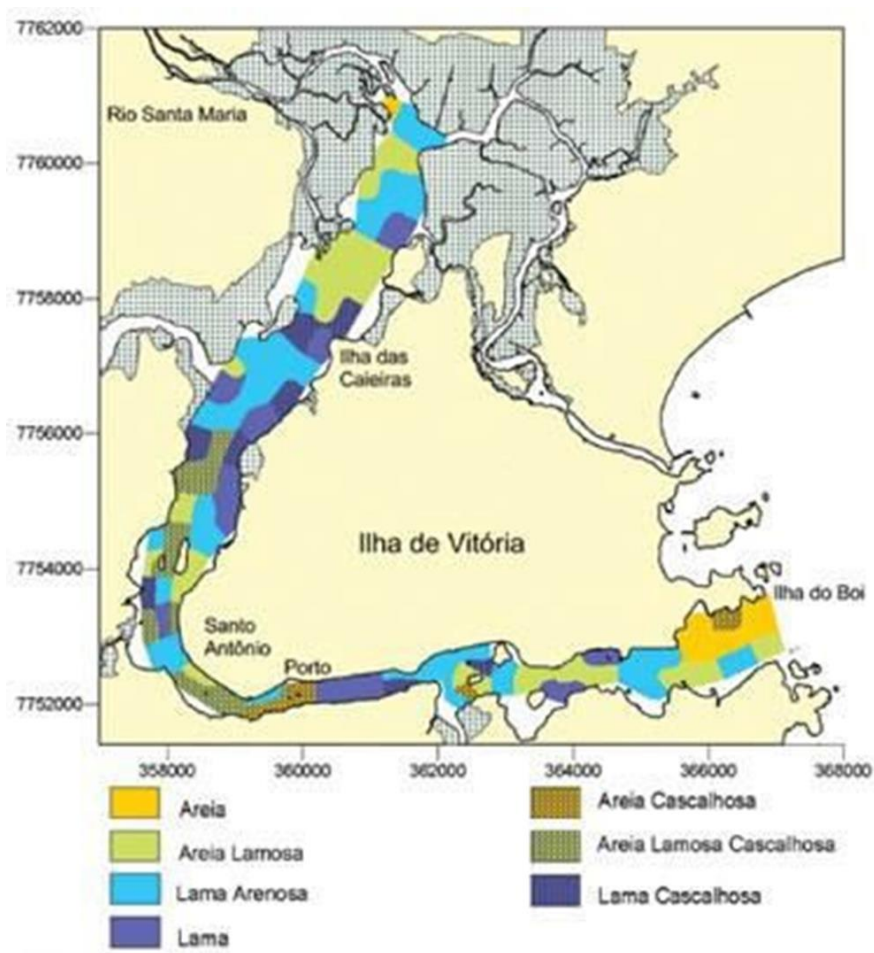 7762000
Rio Santa Maria
7760000
7758000
Ilha das
Caieiras
7756000
Ilha de Vitória
7754000
Ilha do Boi
Santo
Antônio
Porto
7752000
358000 360000 362000 364000 366000 368000
Areia
Areia Lamosa
Lama Arenosa
Lama
Areia Cascalhosa
Areia Lamosa Cascalhosa
Lama Cascalhosa